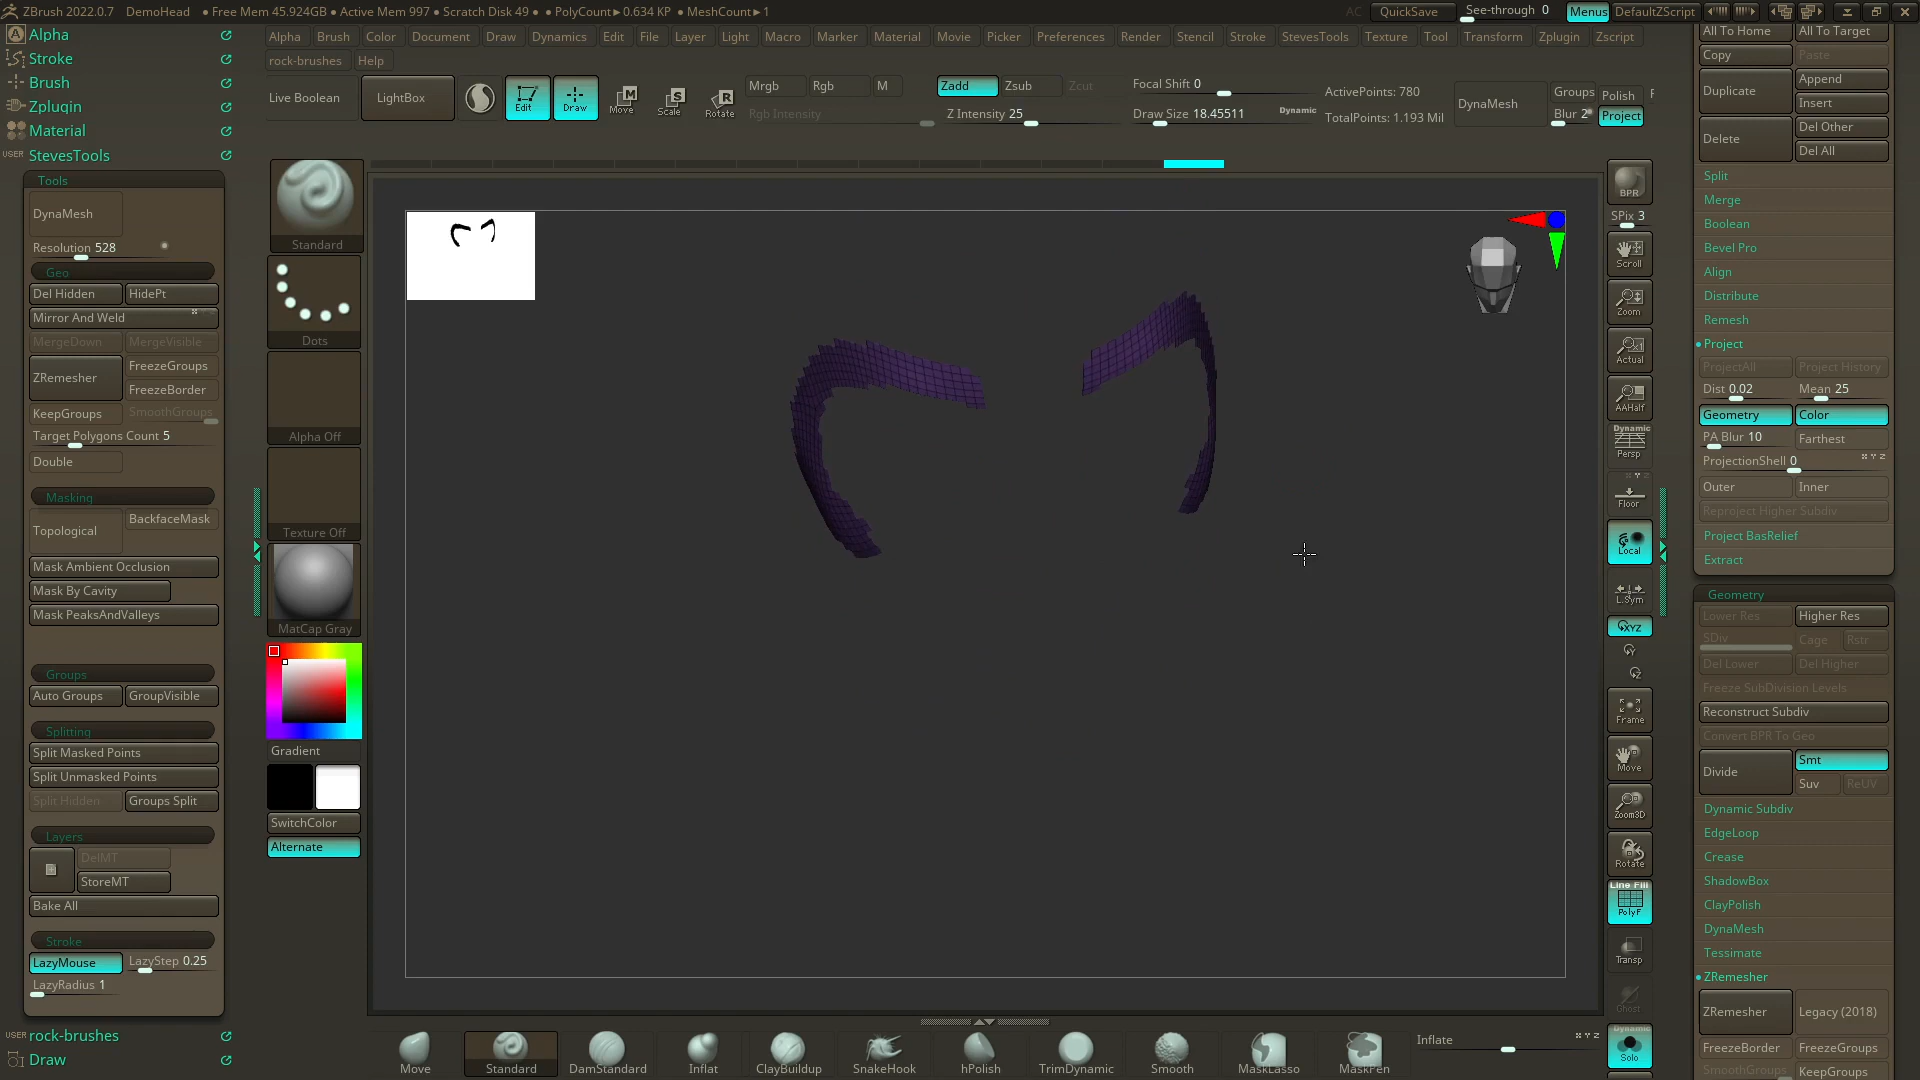 ZBrush 2022.0.7 DemoHead • Free Mem 45.924GB • Active Mem 997 • Scratch Disk 49 • • PolyCount▸0.634 KP • MeshCount▸1
AC QuickSave See-through 0 Menus DefaultZScript
Alpha Brush Color Document Draw Dynamics Edit File Layer Light Macro Marker Material Movie Picker Preferences Render Stencil Stroke StevesTools Texture Tool Transform Zplugin Zscript
rock-brushes Help
Alpha
Stroke
Brush
Zplugin
Material
USER StevesTools
Live Boolean
LightBox
Edit
Draw
Move
Scale
Rotate
Mrgb Rgb M
Rgb Intensity
Zadd Zsub Zcut
Z Intensity 25
Focal Shift 0
Draw Size 18.45511
Dynamic
ActivePoints: 780
TotalPoints: 1.193 Mil
DynaMesh
Groups Polish
Blur 2 Project
Tools
DynaMesh
Resolution 528
Geo
Del Hidden HidePt
Mirror And Weld
MergeDown MergeVisible
ZRemesher FreezeGroups
FreezeBorder
KeepGroups SmoothGroups
Target Polygons Count 5
Double
Masking
Topological BackfaceMask
Mask Ambient Occlusion
Mask By Cavity
Mask PeaksAndValleys
Groups
Auto Groups GroupVisible
Splitting
Split Masked Points
Split Unmasked Points
Split Hidden Groups Split
Layers
DelMT
StoreMT
Bake All
Stroke
LazyMouse LazyStep 0.25
LazyRadius 1
USER rock-brushes
Draw
Standard
Dots
Alpha Off
Texture Off
MatCap Gray
Gradient
SwitchColor
Alternate
Move Standard DamStandard Inflat ClayBuildup SnakeHook hPolish TrimDynamic Smooth MaskLasso MaskPen
Inflate
X Y Z
BPR
SPix 3
Scroll
Zoom
Actual
AAHalf
Dynamic
Persp
Floor
Local
L.Sym
XYZ
Y
Z
Frame
Move
Zoom3D
Rotate
Line Fill
PolyF
Transp
Ghost
Dynamic
Solo
All To Home All To Target
Copy Paste
Duplicate Append
Insert
Delete Del Other
Del All
Split
Merge
Boolean
Bevel Pro
Align
Distribute
Remesh
Project
ProjectAll Project History
Dist 0.02 Mean 25
Geometry Color
PA Blur 10 Farthest
ProjectionShell 0 X Y Z
Outer Inner
Reproject Higher Subdiv
Project BasRelief
Extract
Geometry
Lower Res Higher Res
SDiv Cage Rstr
Del Lower Del Higher
Freeze SubDivision Levels
Reconstruct Subdiv
Convert BPR To Geo
Divide Smt
Suv ReUV
Dynamic Subdiv
EdgeLoop
Crease
ShadowBox
ClayPolish
DynaMesh
Tessimate
ZRemesher
ZRemesher Legacy (2018)
FreezeBorder FreezeGroups
SmoothGroups KeepGroups